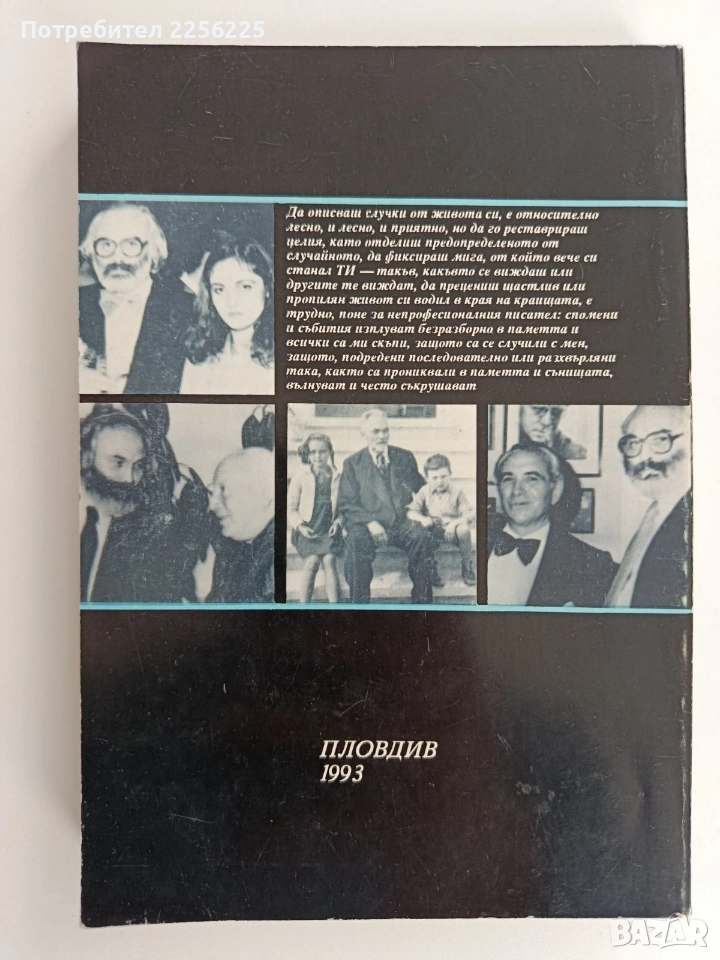 Потребител 2256225
Да описваш случки от живота си, е относително
лесно, и лесно, и приятно, но да го реставрираш
целия, като отделиш предопределеното от
случайното, да фиксираш мига, от който вече си
станал ТИ — такъв, какъвто се виждаш или
другите те виждат, да прецениш щастлив или
пропилян живот си водил в края на краищата, е
трудно, поне за непрофесионалния писател: спомени
и събития изплуват безразборно в паметта и
всички са ми скъпи, защото са се случили с мен,
защото, подредени последователно или разхвърляни
така, както са прониквали в паметта и сънищата,
вълнуват и често съкрушават
ПЛОВДИВ
1993
BAZAR